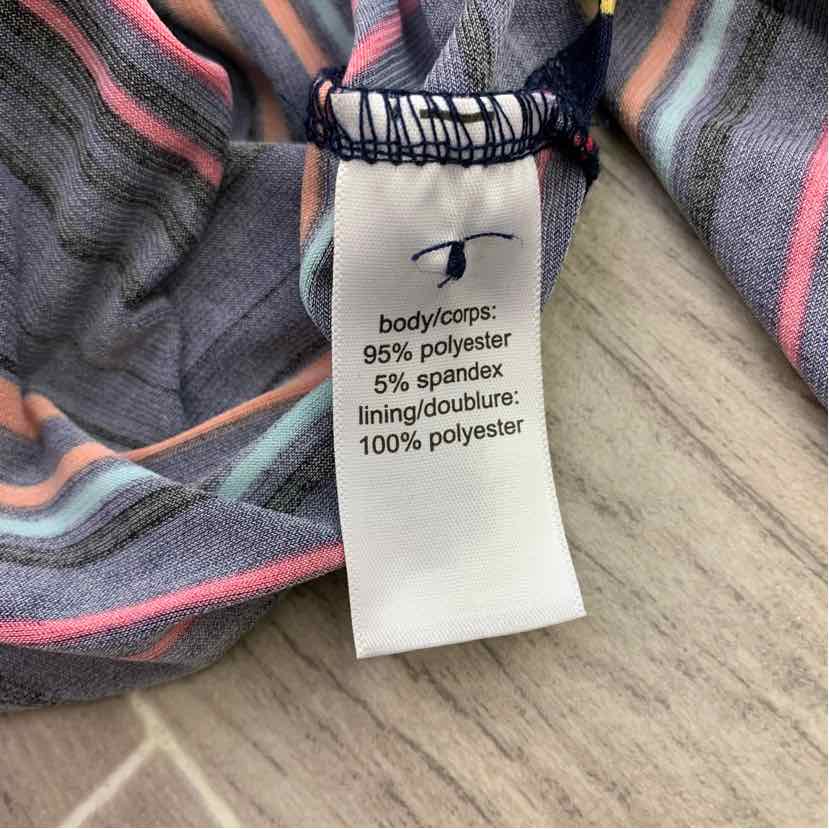 body/corps:
95% polyester
5% spandex
lining/doublure:
100% polyester